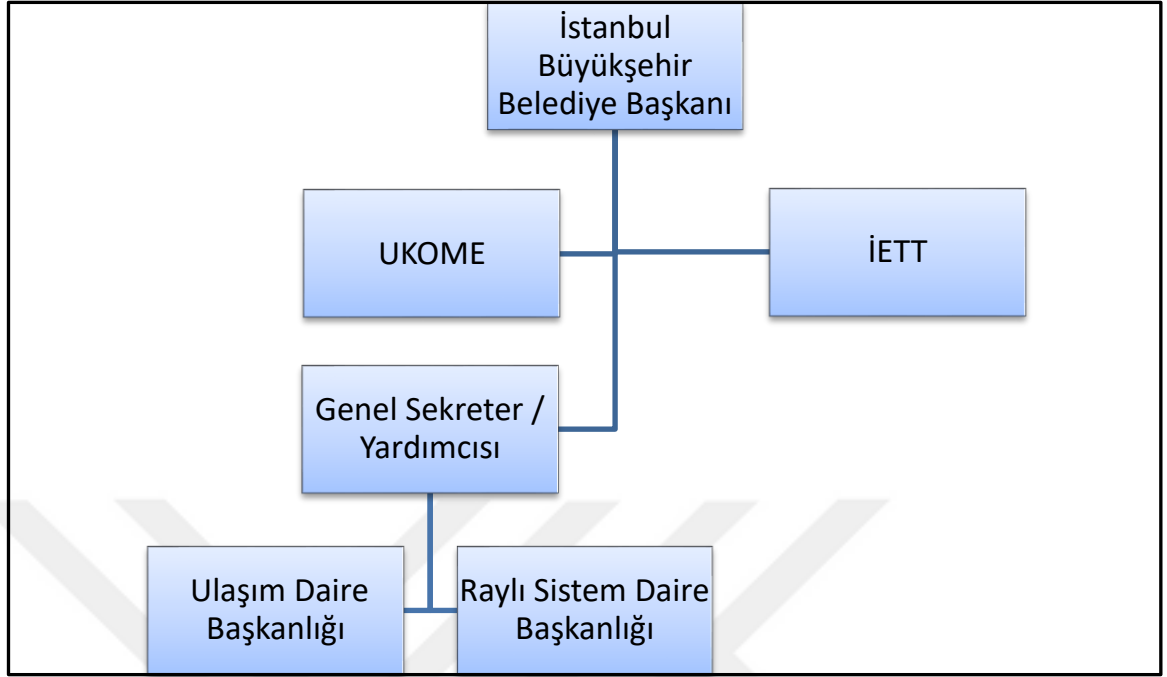 İstanbul
Büyükşehir
Belediye Başkanı
UKOME
İETT
Genel Sekreter /
Yardımcısı
Ulaşım Daire
Başkanlığı
Raylı Sistem Daire
Başkanlığı